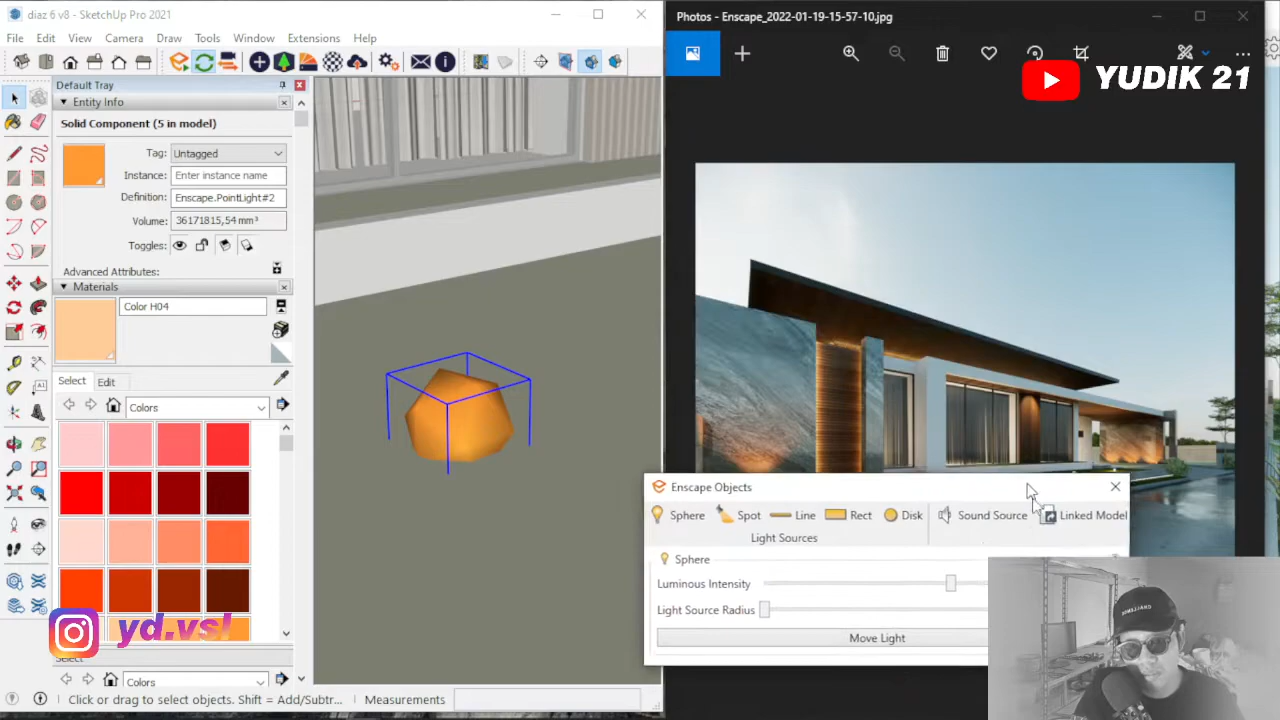 diaz 6 v8 - SketchUp Pro 2021
File Edit View Camera Draw Tools Window Extensions Help
Default Tray
Entity Info
Solid Component (5 in model)
Tag: Untagged
Instance: Enter instance name
Definition: Enscape.PointLight#2
Volume: 36171815,54 mm³
Toggles:
Advanced Attributes:
Materials
Color H04
Select Edit
Colors
yd.vsl
Select
Colors
Click or drag to select objects. Shift = Add/Subtr... Measurements
Photos - Enscape_2022-01-19-15-57-10.jpg
YUDIK 21
Enscape Objects
Sphere Spot Line Rect Disk Sound Source Linked Model
Light Sources
Sphere
Luminous Intensity
Light Source Radius
Move Light